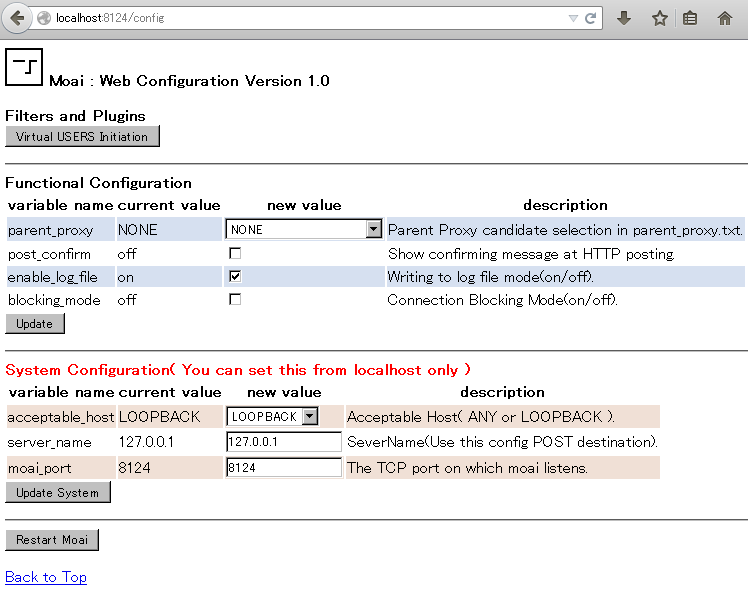 localhost:8124/config
Moai : Web Configuration Version 1.0
Filters and Plugins
Virtual USERS Initiation
Functional Configuration
variable name current value new value description
parent_proxy NONE NONE Parent Proxy candidate selection in parent_proxy.txt.
post_confirm off Show confirming message at HTTP posting.
enable_log_file on Writing to log file mode(on/off).
blocking_mode off Connection Blocking Mode(on/off).
Update
System Configuration( You can set this from localhost only )
variable name current value new value description
acceptable_host LOOPBACK LOOPBACK Acceptable Host( ANY or LOOPBACK ).
server_name 127.0.0.1 127.0.0.1 SeverName(Use this config POST destination).
moai_port 8124 8124 The TCP port on which moai listens.
Update System
Restart Moai
Back to Top